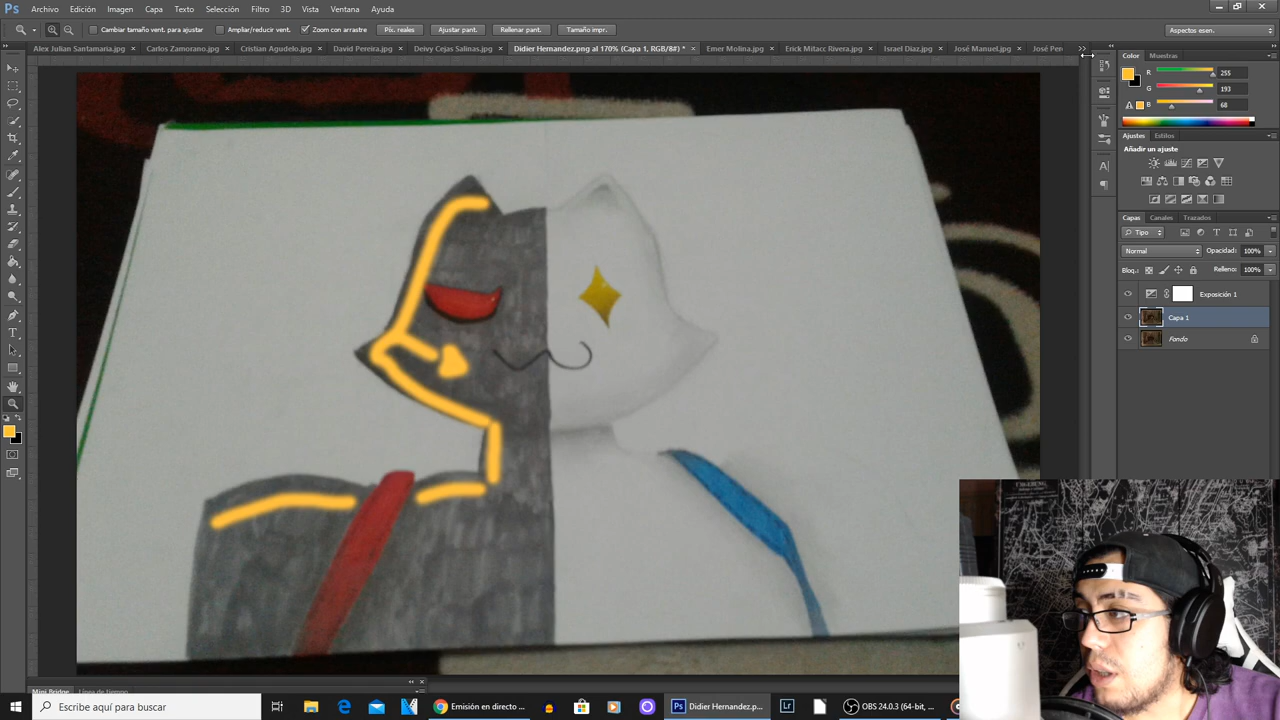 Ps Archivo Edición Imagen Capa Texto Selección Filtro 3D Vista Ventana Ayuda
Cambiar tamaño vent. para ajustar Ampliar/reducir vent. Zoom con arrastre Píx. reales Ajustar pant. Rellenar pant. Tamaño impr. Aspectos esen.
Alex Julian Santamaria.jpg × Carlos Zamorano.jpg × Cristian Agudelo.jpg × David Pereira.jpg × Deivy Cejas Salinas.jpg × Didier Hernandez.png al 170% (Capa 1, RGB/8#) * × Emer Molina.jpg × Erick Mitacc Rivera.jpg × Israel Diaz.jpg × José Manuel.jpg × José Per
Color Muestras
R 255
G 193
B 68
Ajustes Estilos
Añadir un ajuste
Capas Canales Trazados
Tipo
Normal Opacidad: 100%
Bloq.: Relleno: 100%
Exposición 1
Capa 1
Fondo
Mini Bridge Línea de tiempo
Escribe aquí para buscar
Emisión en directo ...
Ps Didier Hernandez.p...
Lr
OBS 24.0.3 (64-bit, ...